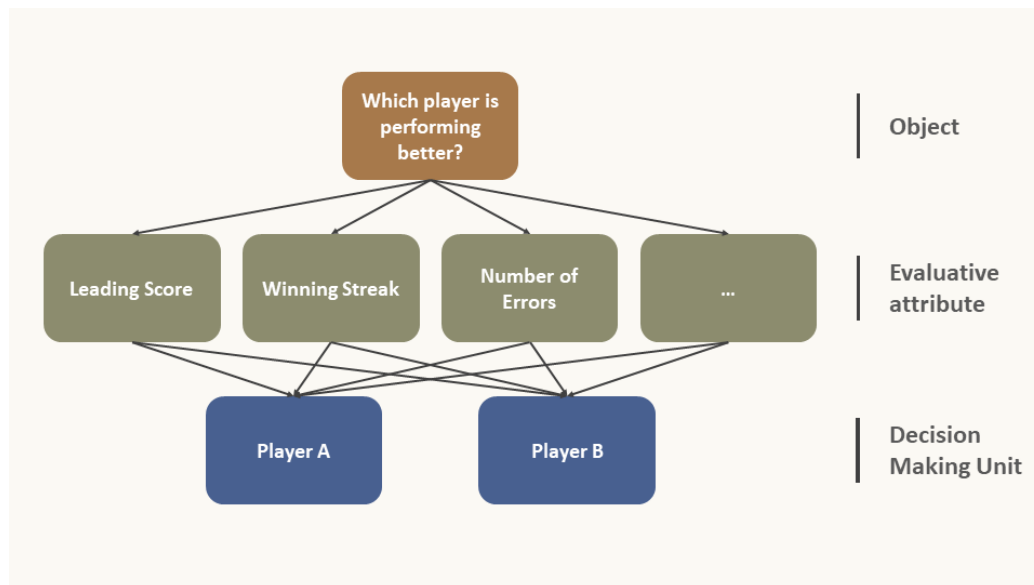 Which player is
performing
better?
Object
Leading Score
Winning Streak
Number of
Errors
...
Evaluative
attribute
Player A
Player B
Decision
Making Unit